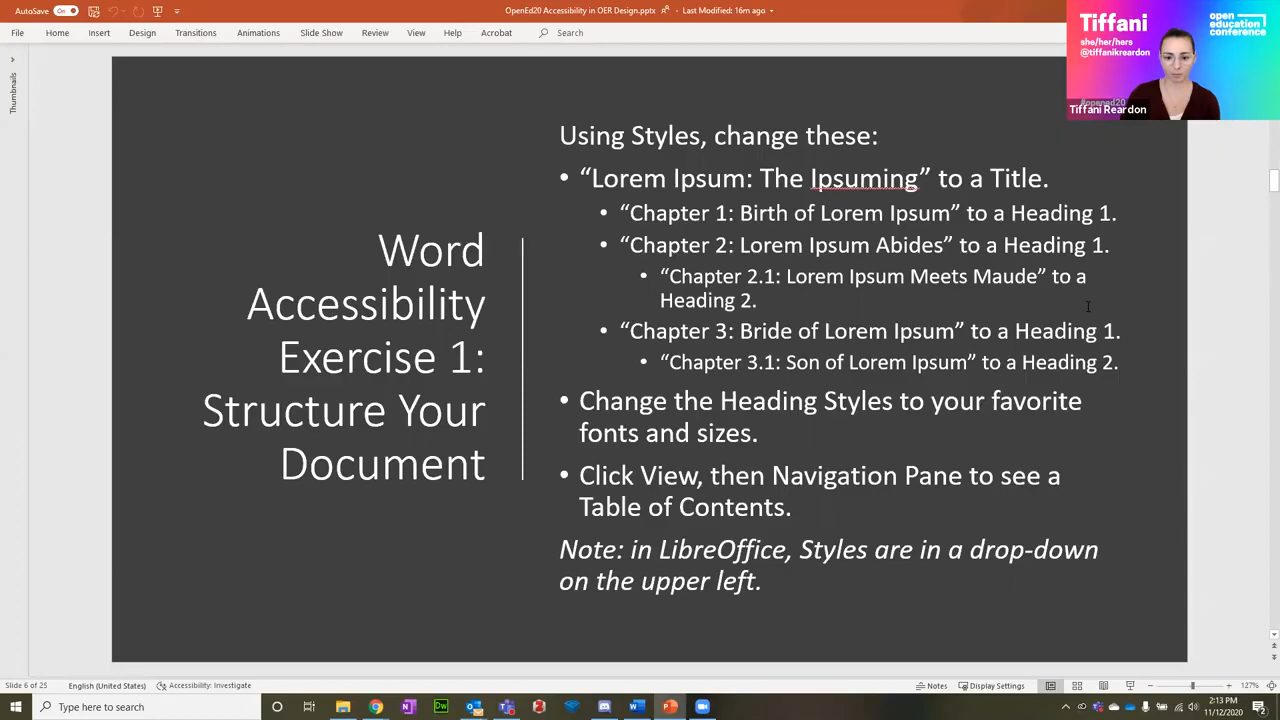 AutoSave On
OpenEd20 Accessibility in OER Design.pptx
Last Modified: 16m ago
File Home Insert Design Transitions Animations Slide Show Review View Help Acrobat Search
Tiffani
she/her/hers
@tiffanikreardon
open
education
conference
#opened20
Tiffani Reardon
Thumbnails
Word
Accessibility
Exercise 1:
Structure Your
Document
Using Styles, change these:
• “Lorem Ipsum: The Ipsuming” to a Title.
• “Chapter 1: Birth of Lorem Ipsum” to a Heading 1.
• “Chapter 2: Lorem Ipsum Abides” to a Heading 1.
• “Chapter 2.1: Lorem Ipsum Meets Maude” to a
Heading 2.
• “Chapter 3: Bride of Lorem Ipsum” to a Heading 1.
• “Chapter 3.1: Son of Lorem Ipsum” to a Heading 2.
• Change the Heading Styles to your favorite
fonts and sizes.
• Click View, then Navigation Pane to see a
Table of Contents.
Note: in LibreOffice, Styles are in a drop-down
on the upper left.
Slide 6 of 25 English (United States) Accessibility: Investigate Notes Display Settings 127%
Type here to search
2:13 PM
11/12/2020